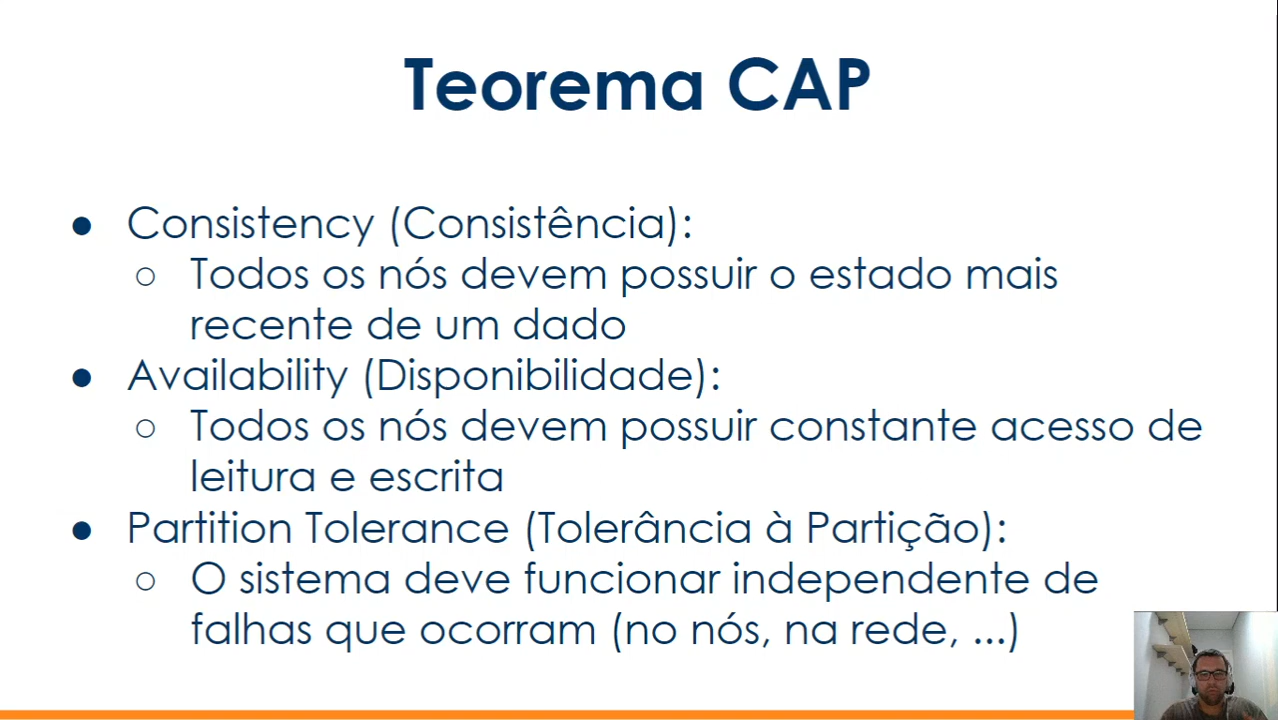 Teorema CAP
● Consistency (Consistência):
○ Todos os nós devem possuir o estado mais
recente de um dado
● Availability (Disponibilidade):
○ Todos os nós devem possuir constante acesso de
leitura e escrita
● Partition Tolerance (Tolerância à Partição):
○ O sistema deve funcionar independente de
falhas que ocorram (no nós, na rede, ...)